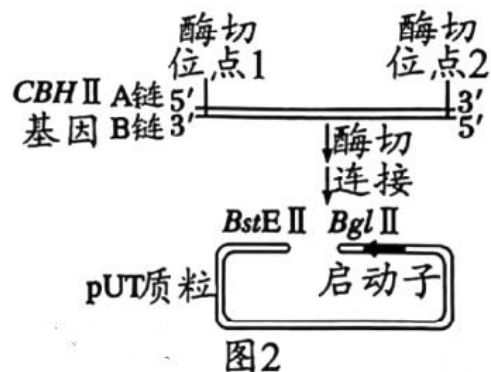 酶切 酶切
位点1 位点2
CBHⅡ A链 5′ 3′
基因 B链 3′ 5′
酶切
连接
BstEⅡ BglⅡ
pUT质粒 启动子
图2